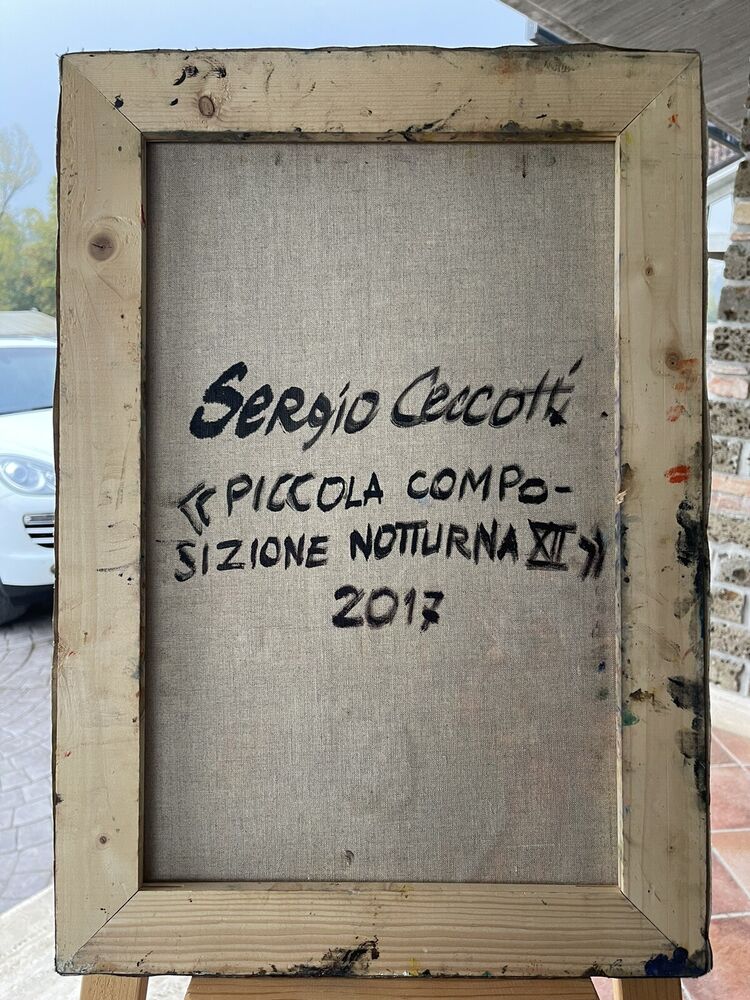 Sergio Ceccotti
«PICCOLA COMPO-
SIZIONE NOTTURNA XII»
2017